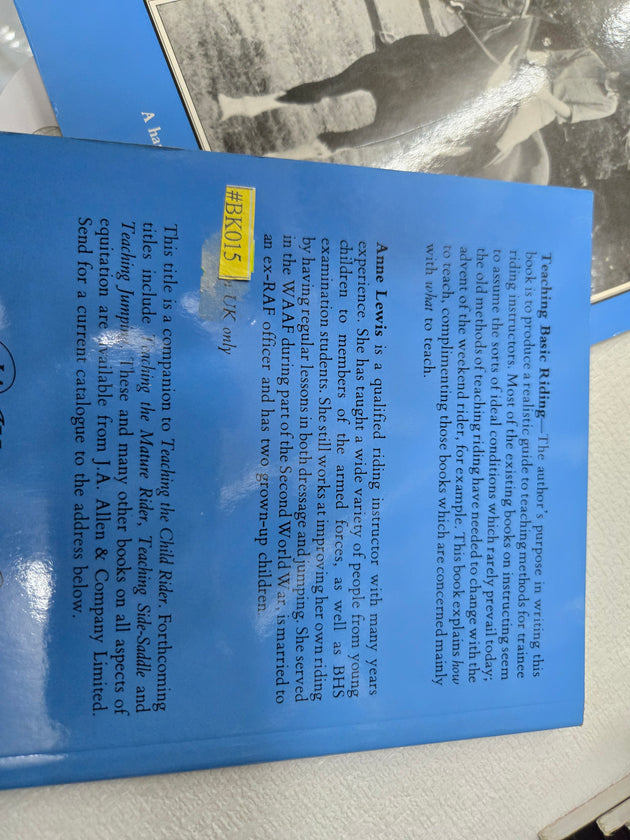 Teaching Basic Riding—The author's purpose in writing this
book is to produce a realistic guide to teaching methods for trainee
riding instructors. Most of the existing books on instructing seem
to assume the sorts of ideal conditions which rarely prevail today;
the old methods of teaching riding have needed to change with the
advent of the weekend rider, for example. This book explains how
to teach, complimenting those books which are concerned mainly
with what to teach.
Anne Lewis is a qualified riding instructor with many years
experience. She has taught a wide variety of people from young
children to members of the armed forces, as well as BHS
examination students. She still works at improving her own riding
by having regular lessons in both dressage and jumping. She served
in the WAAF during part of the Second World War, is married to
an ex-RAF officer and has two grown-up children.
#BK015
UK only
This title is a companion to Teaching the Child Rider. Forthcoming
titles include Teaching the Mature Rider, Teaching Side-Saddle and
Teaching Jumping. These and many other books on all aspects of
equitation are available from J.A. Allen & Company Limited.
Send for a current catalogue to the address below.
A ha